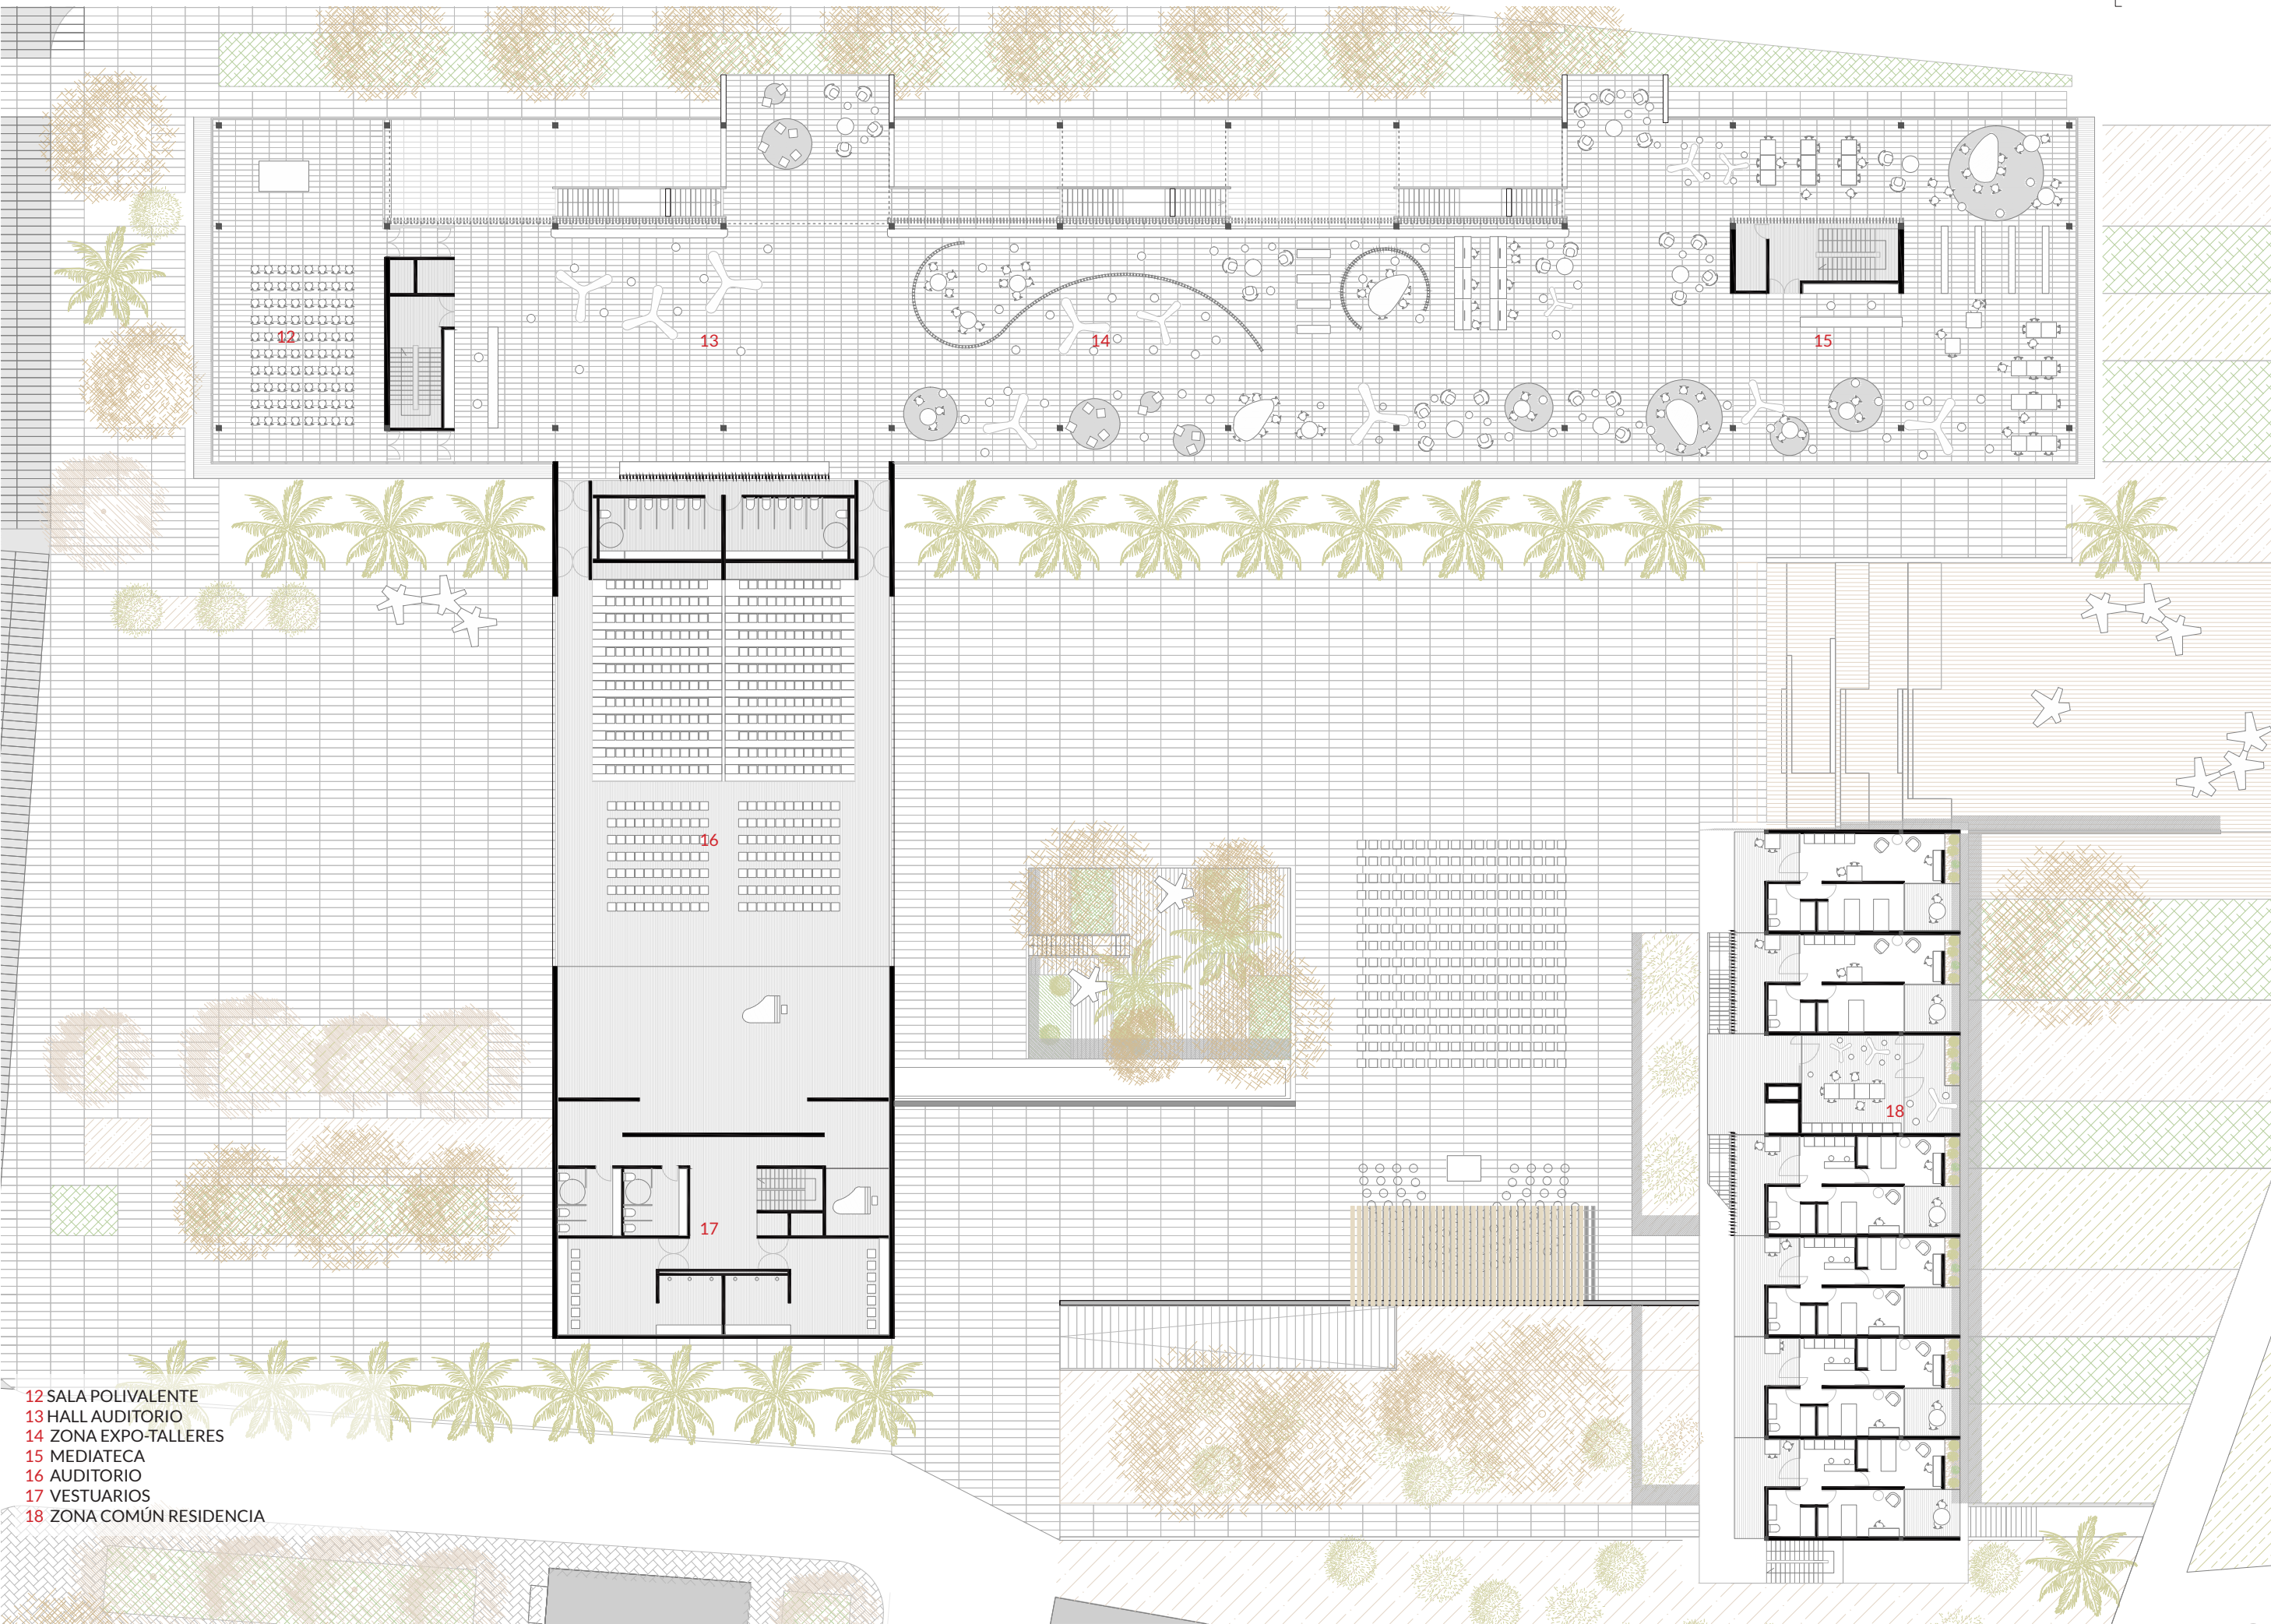 12
13
14
15
16
17
18
12 SALA POLIVALENTE
13 HALL AUDITORIO
14 ZONA EXPO-TALLERES
15 MEDIATECA
16 AUDITORIO
17 VESTUARIOS
18 ZONA COMÚN RESIDENCIA